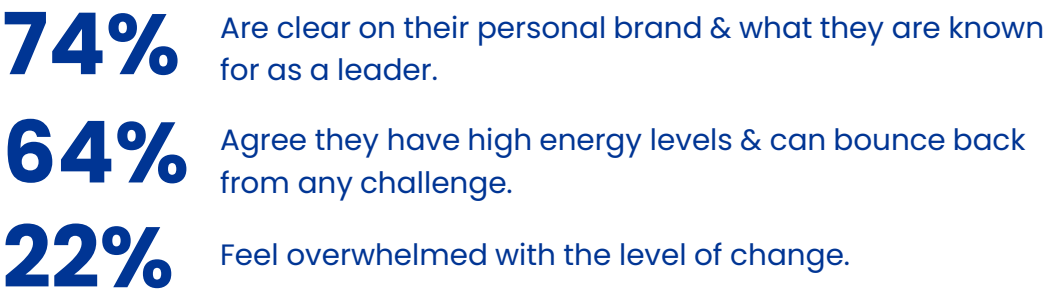 74% Are clear on their personal brand & what they are known
for as a leader.
64% Agree they have high energy levels & can bounce back
from any challenge.
22% Feel overwhelmed with the level of change.